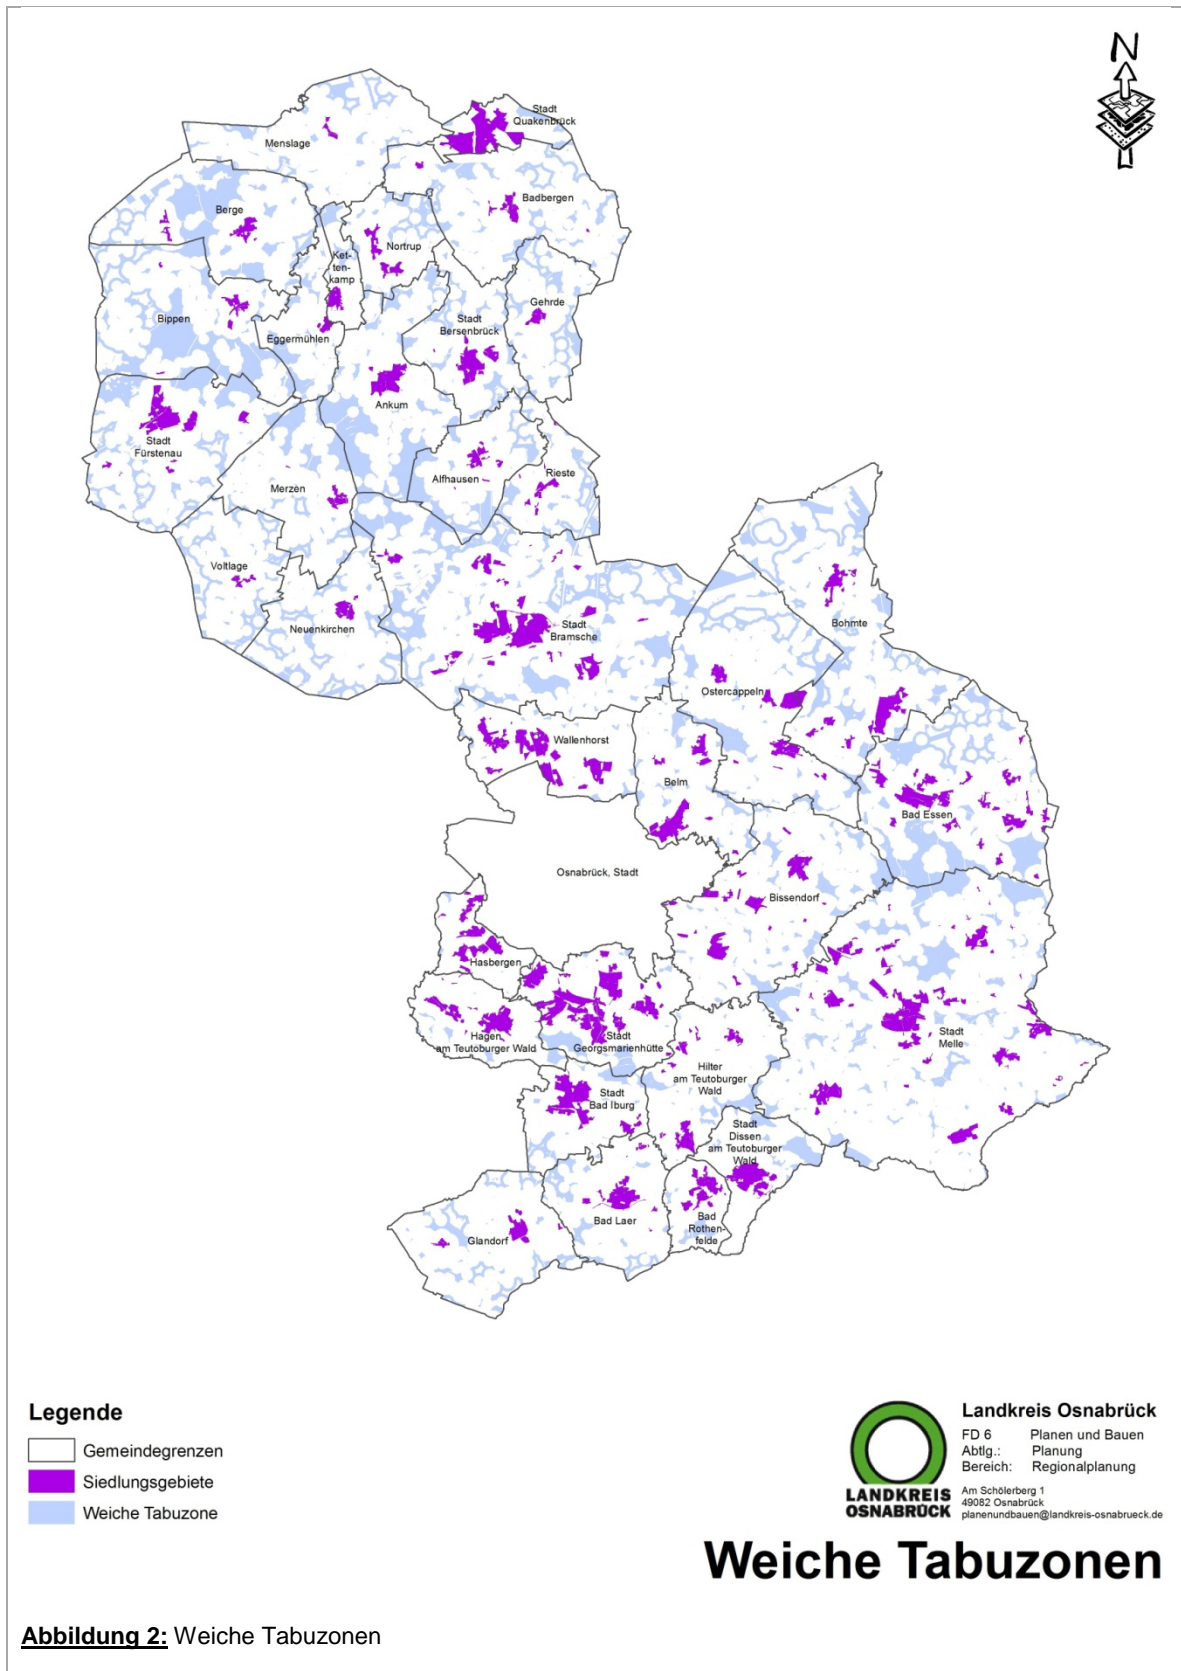 N
Stadt
Quakenbrück
Menslage
Badbergen
Berge
Nortrup
Ket-
ten-
kamp
Gehrde
Bippen
Stadt
Bersenbrück
Eggermühlen
Ankum
Stadt
Fürstenau
Rieste
Alfhausen
Merzen
Voltlage
Neuenkirchen
Stadt
Bramsche
Bohmte
Ostercappeln
Wallenhorst
Belm
Bad Essen
Osnabrück, Stadt
Bissendorf
Hasbergen
Hagen
am Teutoburger Wald
Stadt
Georgsmarienhütte
Stadt
Melle
Hilter
am Teutoburger
Wald
Stadt
Bad Iburg
Stadt
Dissen
am Teutoburger
Wald
Bad Laer
Bad
Rothen-
felde
Glandorf
Legende
Gemeindegrenzen
Siedlungsgebiete
Weiche Tabuzone
LANDKREIS
OSNABRÜCK
Landkreis Osnabrück
FD 6 Planen und Bauen
Abtlg.: Planung
Bereich: Regionalplanung
Am Schölerberg 1
49082 Osnabrück
planenundbauen@landkreis-osnabrueck.de
Weiche Tabuzonen
Abbildung 2: Weiche Tabuzonen